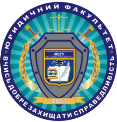 ЮРИДИЧНИЙ ФАКУЛЬТЕТ
ВЧИСЬ ДОБРЕ ЗАХИЩАТИ СПРАВЕДЛИВІСТЬ
2001